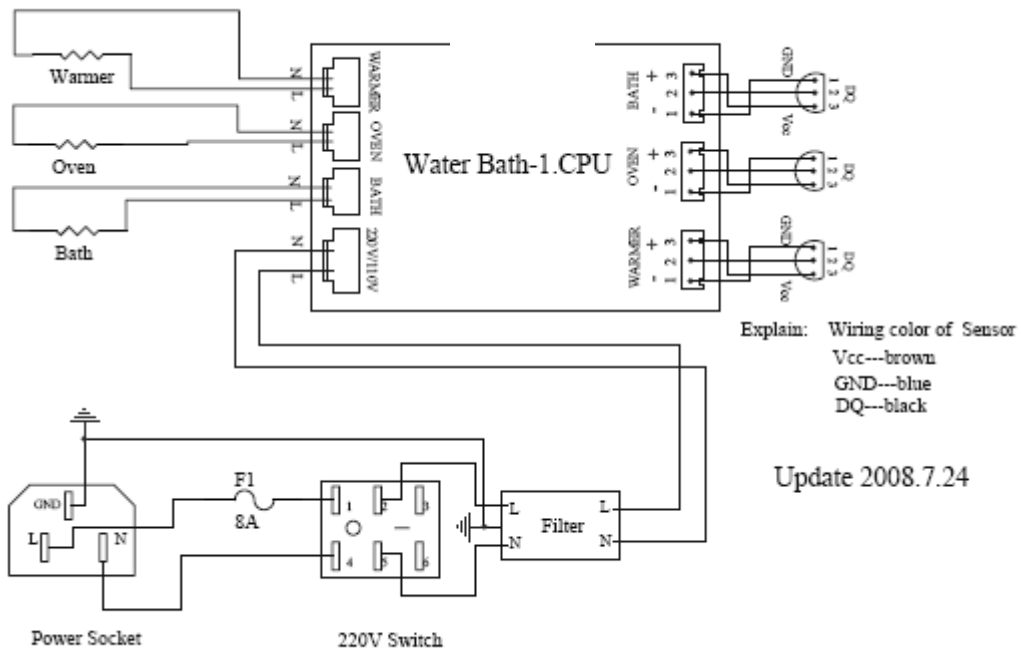 Warmer
N
L
WARMER
Oven
N
L
OVEN
Bath
N
L
BATH
N
L
230V/110V
Water Bath-1.CPU
BATH
+
-
3
2
1
GND
Vcc
1
2
3
DQ
OVEN
+
-
3
2
1
1
2
3
DQ
WARMER
+
-
3
2
1
GND
Vcc
1
2
3
DQ
Explain: Wiring color of Sensor
Vcc---brown
GND---blue
DQ---black
Update 2008.7.24
GND
L
N
F1
8A
1
2
3
4
5
6
L
N
Filter
L
N
Power Socket
220V Switch